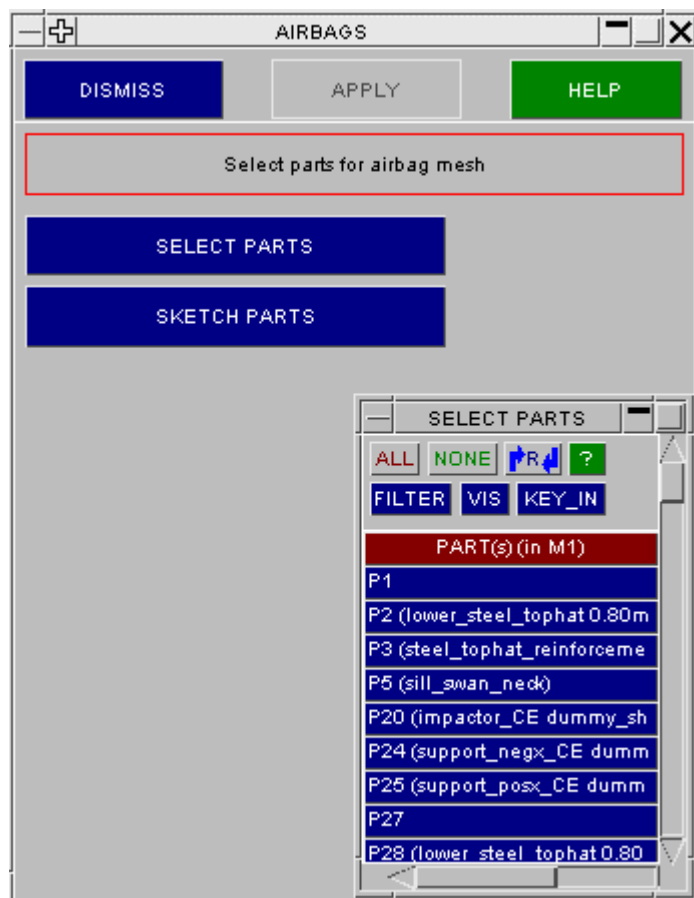 AIRBAGS
DISMISS APPLY HELP
Select parts for airbag mesh
SELECT PARTS
SKETCH PARTS
SELECT PARTS
ALL NONE R ?
FILTER VIS KEY_IN
PART(s) (in M1)
P1
P2 (lower_steel_tophat 0.80m
P3 (steel_tophat_reinforceme
P5 (sill_swan_neck)
P20 (impactor_CE dummy_sh
P24 (support_negx_CE dumm
P25 (support_posx_CE dumm
P27
P28 (lower_steel_tophat 0.80